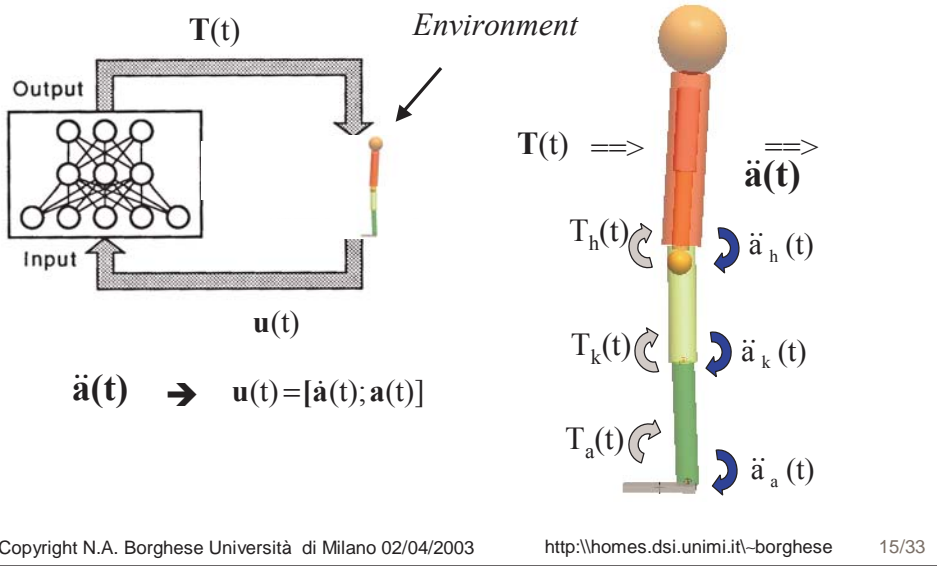 T(t)
Environment
Output
Input
u(t)
ä(t) ➔ u(t)=[ȧ(t);a(t)]
T(t) ==> ==>
ä(t)
T_h(t) ä_h (t)
T_k(t) ä_k (t)
T_a(t) ä_a (t)
Copyright N.A. Borghese Università di Milano 02/04/2003 http:\\homes.dsi.unimi.it\~borghese 15/33